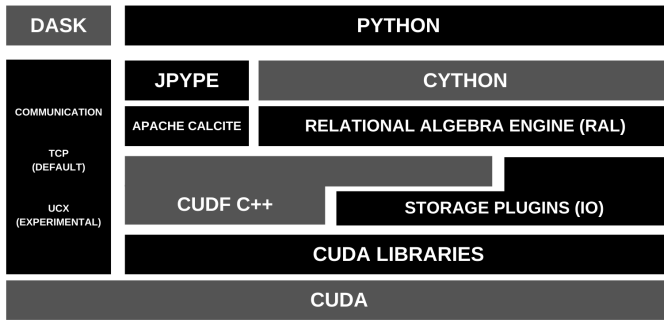 DASK
PYTHON
JPYPE
CYTHON
COMMUNICATION
TCP
(DEFAULT)
UCX
(EXPERIMENTAL)
APACHE CALCITE
RELATIONAL ALGEBRA ENGINE (RAL)
CUDF C++
STORAGE PLUGINS (IO)
CUDA LIBRARIES
CUDA